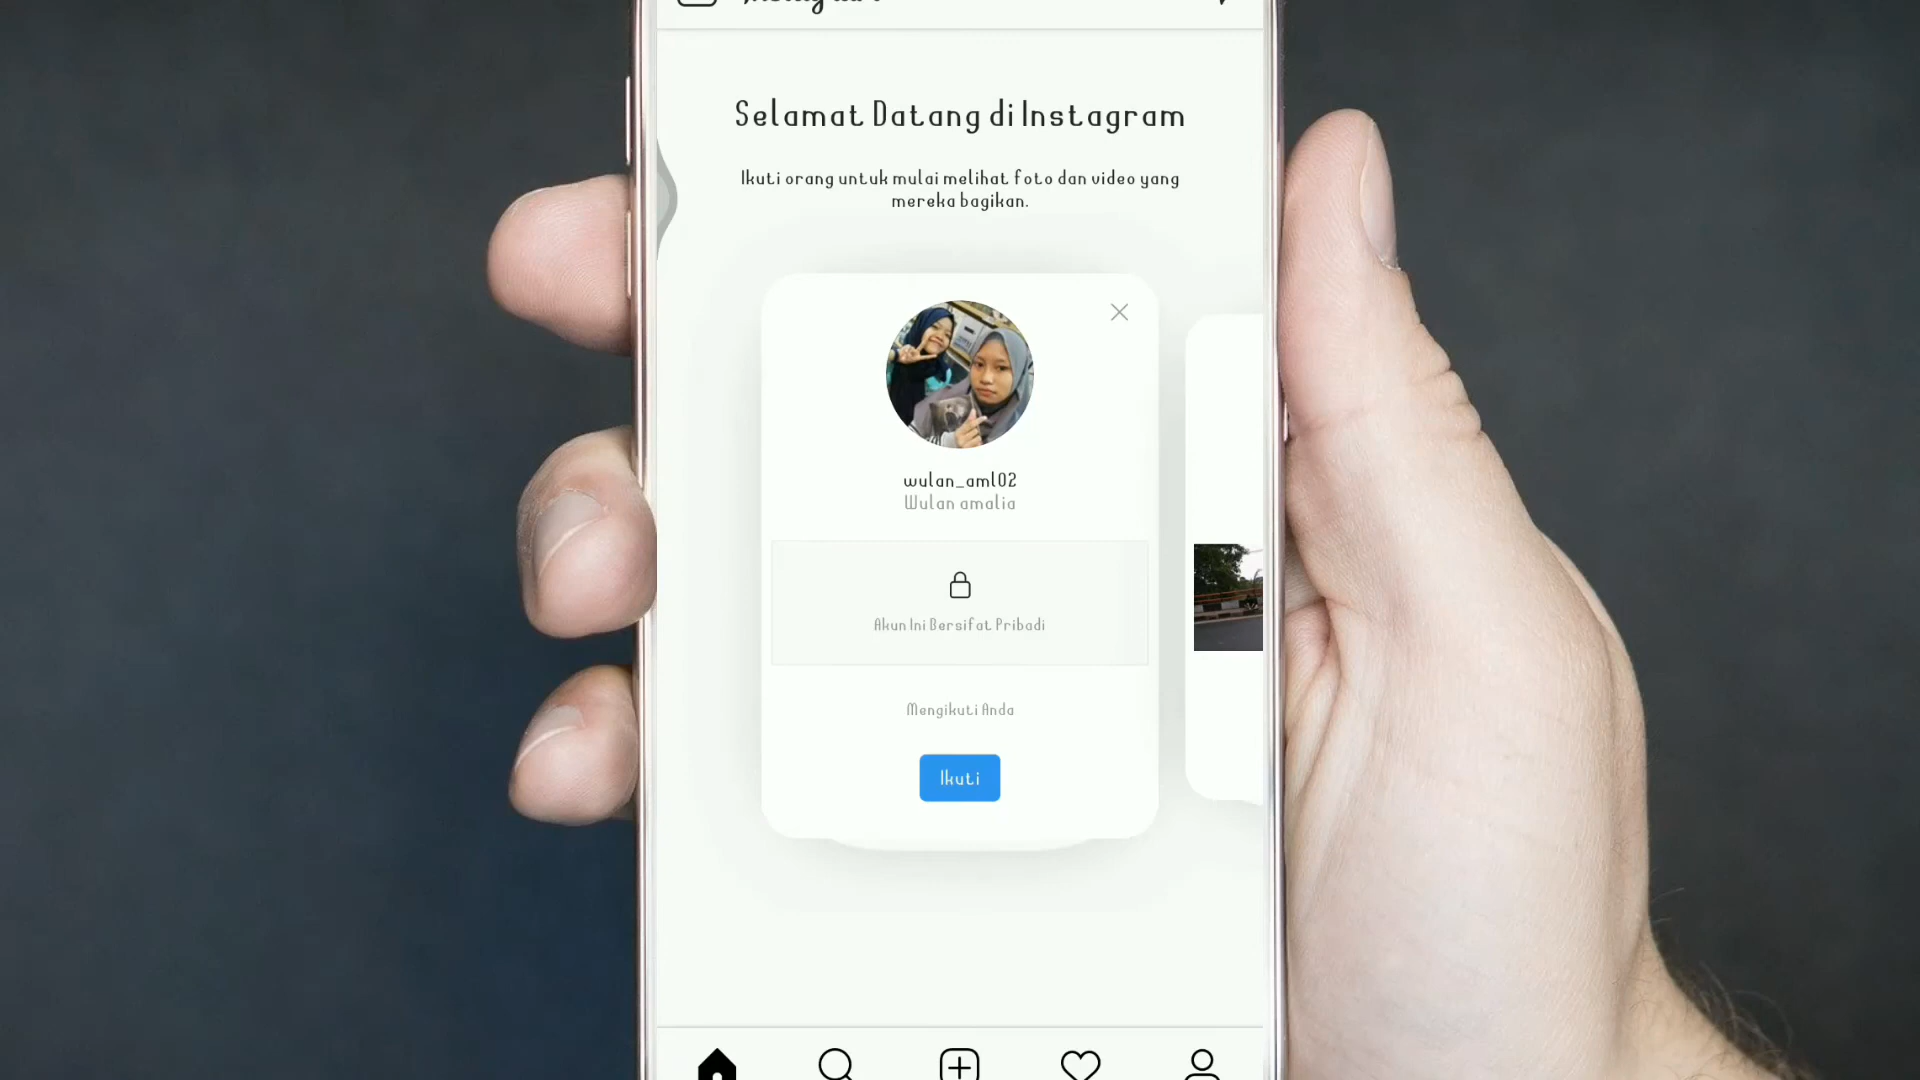 Selamat Datang di Instagram
Ikuti orang untuk mulai melihat foto dan video yang
mereka bagikan.
wulan_aml02
Wulan amalia
Akun Ini Bersifat Pribadi
Mengikuti Anda
Ikuti